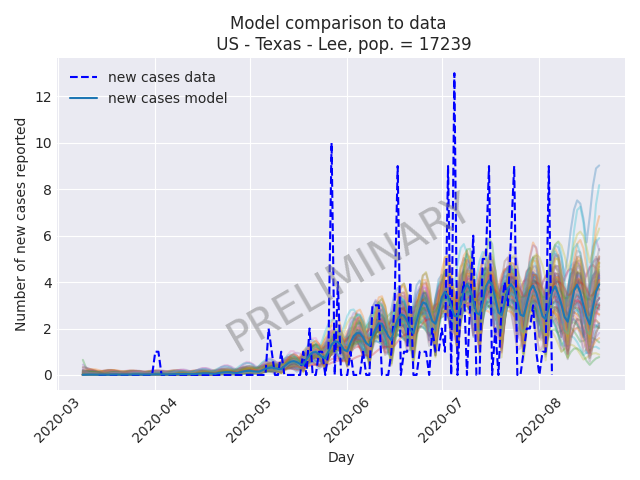 Model comparison to data
US - Texas - Lee, pop. = 17239
new cases data
new cases model
PRELIMINARY
Number of new cases reported
12
10
8
6
4
2
0
2020-03
2020-04
2020-05
2020-06
2020-07
2020-08
Day